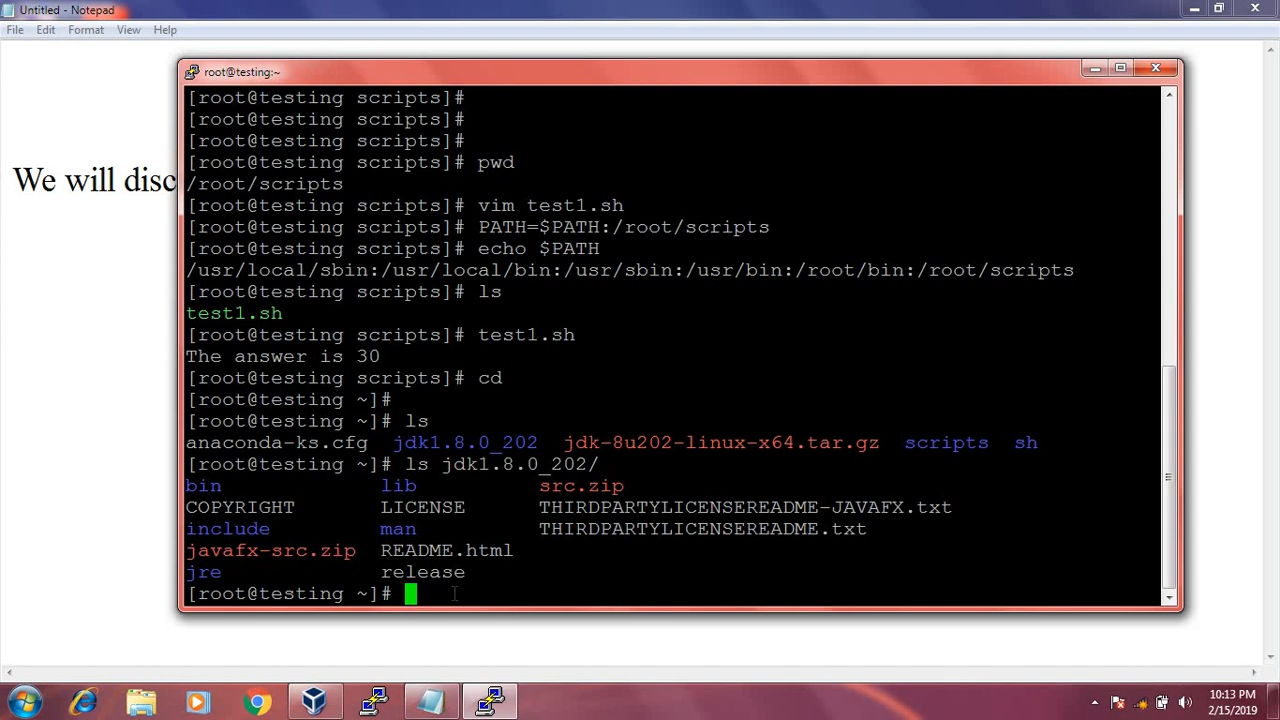 Untitled - Notepad
File Edit Format View Help
We will disc
root@testing:~
[root@testing scripts]#
[root@testing scripts]#
[root@testing scripts]#
[root@testing scripts]# pwd
/root/scripts
[root@testing scripts]# vim test1.sh
[root@testing scripts]# PATH=$PATH:/root/scripts
[root@testing scripts]# echo $PATH
/usr/local/sbin:/usr/local/bin:/usr/sbin:/usr/bin:/root/bin:/root/scripts
[root@testing scripts]# ls
test1.sh
[root@testing scripts]# test1.sh
The answer is 30
[root@testing scripts]# cd
[root@testing ~]#
[root@testing ~]# ls
anaconda-ks.cfg jdk1.8.0_202 jdk-8u202-linux-x64.tar.gz scripts sh
[root@testing ~]# ls jdk1.8.0_202/
bin lib src.zip
COPYRIGHT LICENSE THIRDPARTYLICENSEREADME-JAVAFX.txt
include man THIRDPARTYLICENSEREADME.txt
javafx-src.zip README.html
jre release
[root@testing ~]#
10:13 PM
2/15/2019